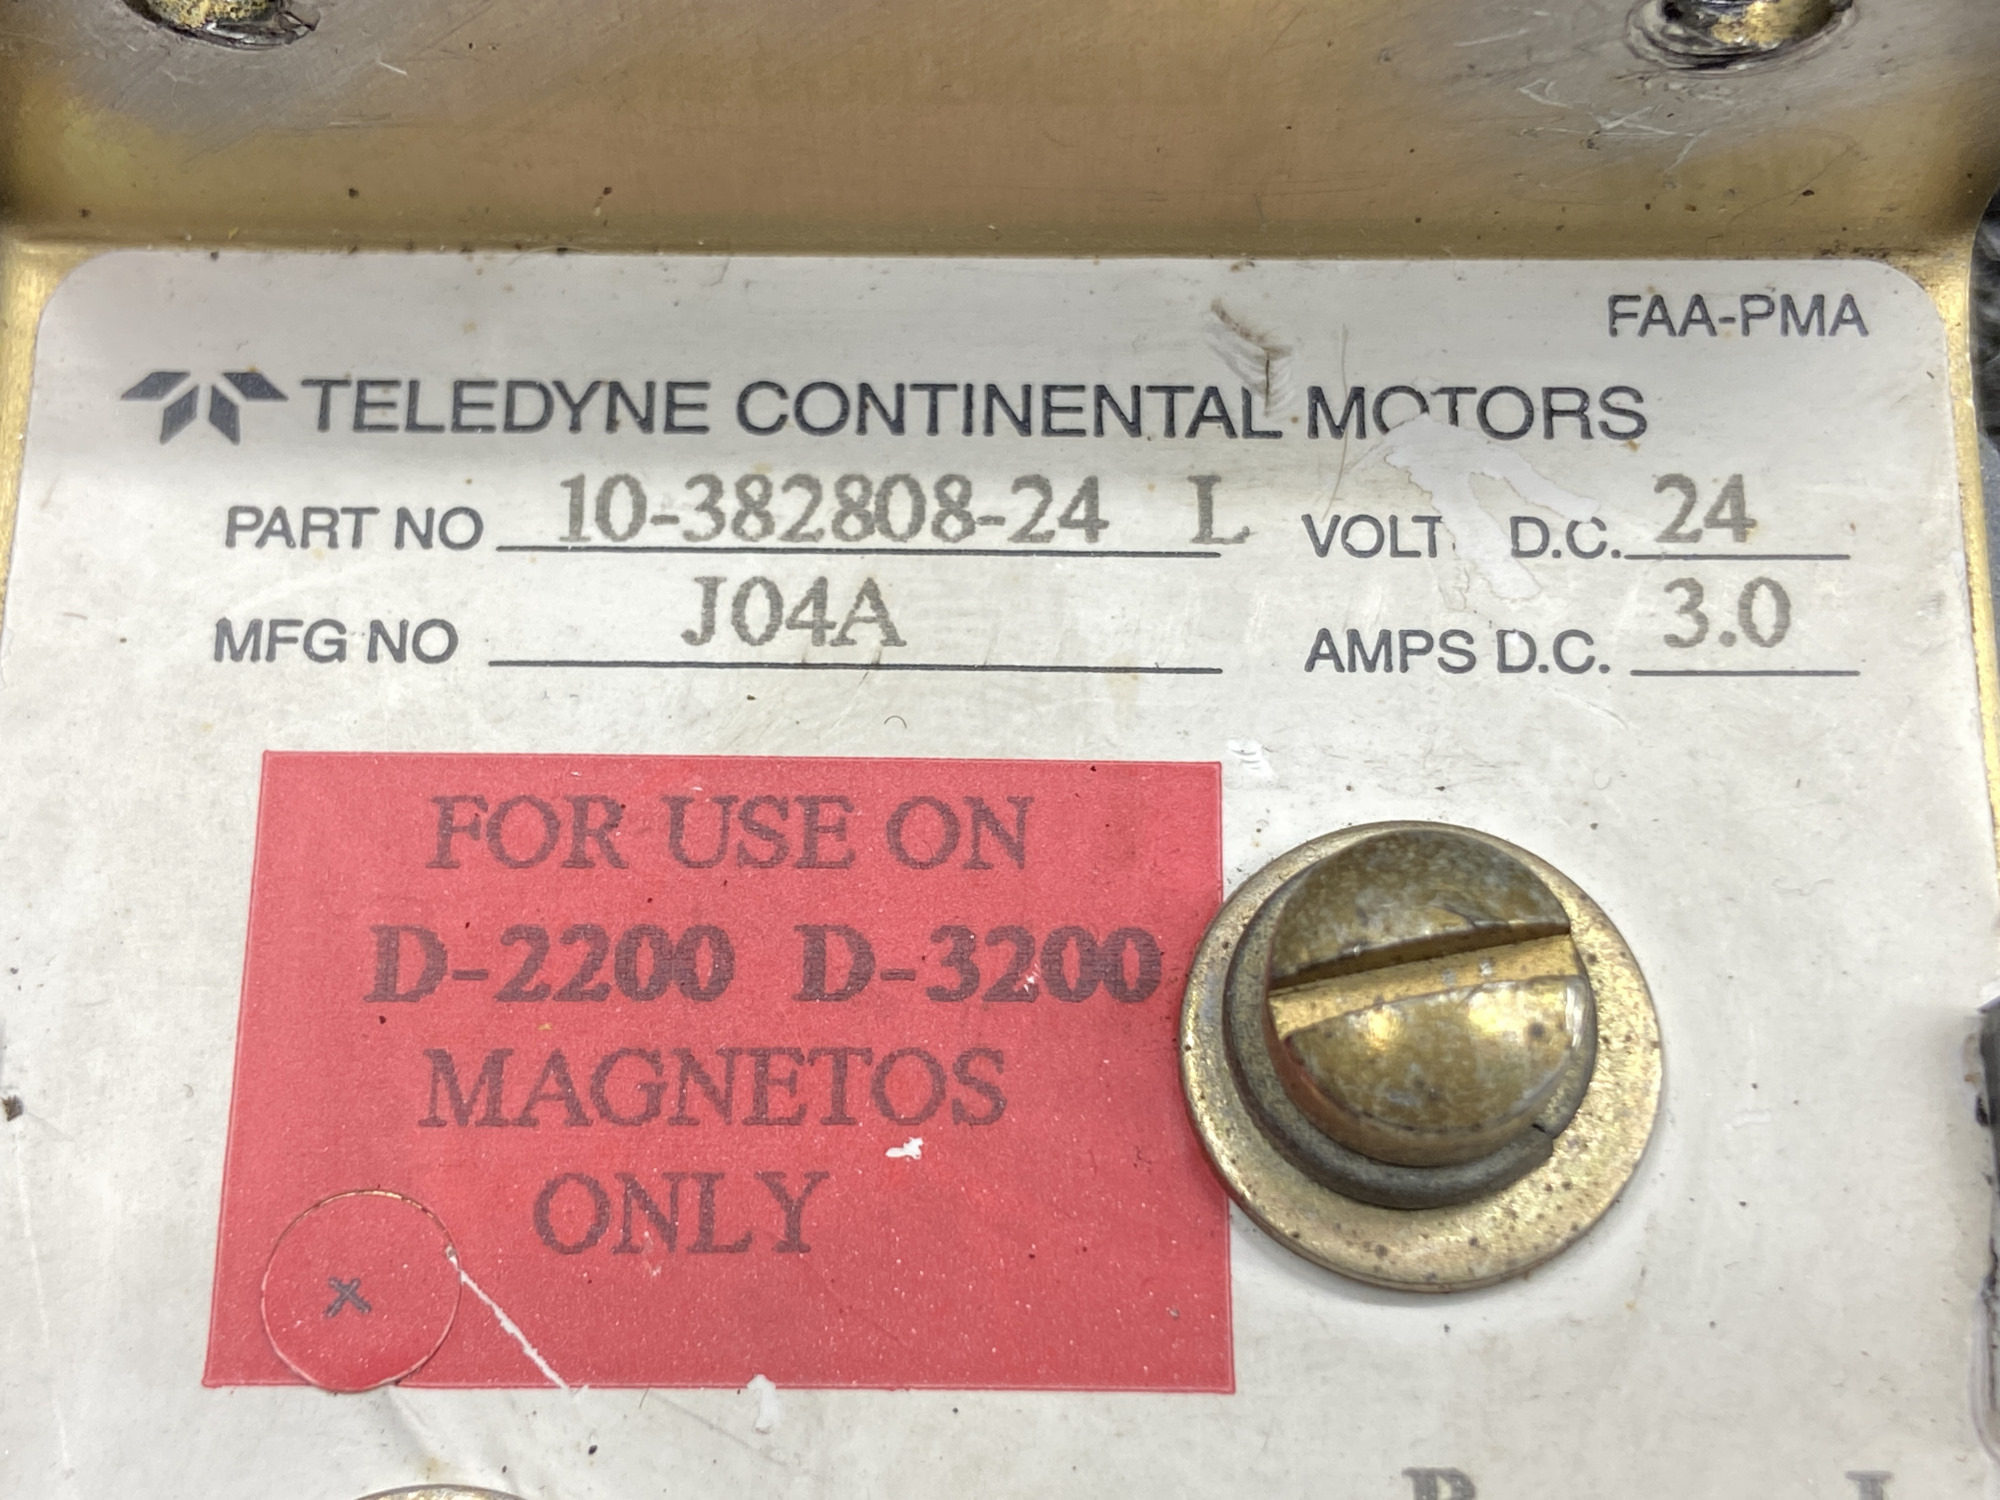 FAA-PMA
TELEDYNE CONTINENTAL MOTORS
PART NO 10-382808-24 L VOLT D.C. 24
MFG NO J04A AMPS D.C. 3.0
FOR USE ON
D-2200 D-3200
MAGNETOS
ONLY
X